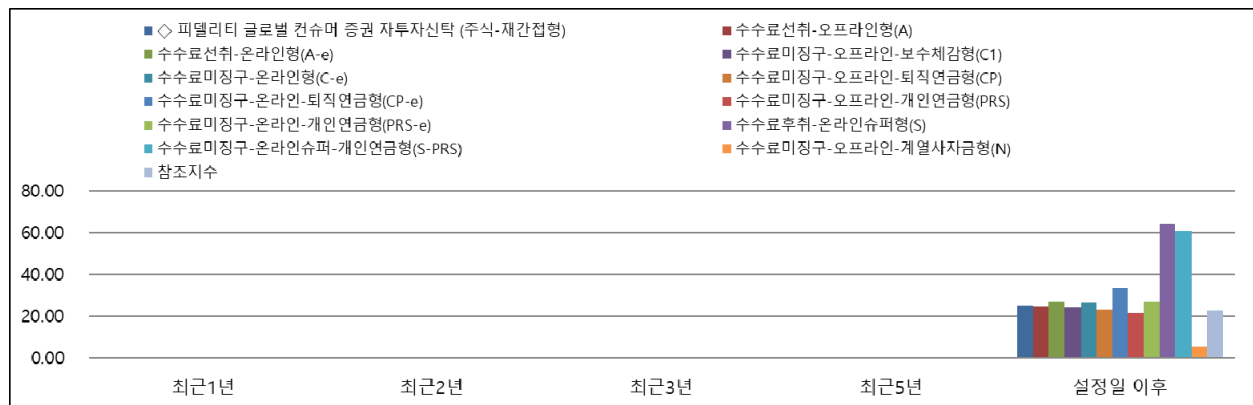 ◇ 피델리티 글로벌 컨슈머 증권 자투자신탁 (주식-재간접형) 수수료선취-오프라인형(A)
수수료선취-온라인형(A-e) 수수료미징구-오프라인-보수체감형(C1)
수수료미징구-온라인형(C-e) 수수료미징구-오프라인-퇴직연금형(CP)
수수료미징구-온라인-퇴직연금형(CP-e) 수수료미징구-오프라인-개인연금형(PRS)
수수료미징구-온라인-개인연금형(PRS-e) 수수료후취-온라인슈퍼형(S)
수수료미징구-온라인슈퍼-개인연금형(S-PRS) 수수료미징구-오프라인-계열사자금형(N)
참조지수
80.00
60.00
40.00
20.00
0.00
최근1년 최근2년 최근3년 최근5년 설정일 이후